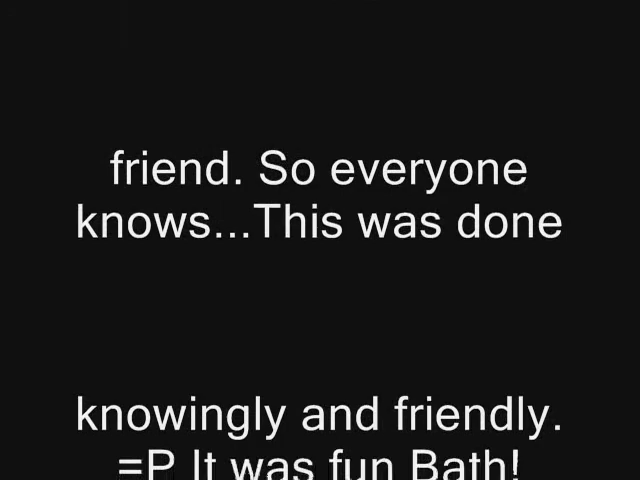 friend. So everyone
knows...This was done
knowingly and friendly.
=P It was fun Bath!